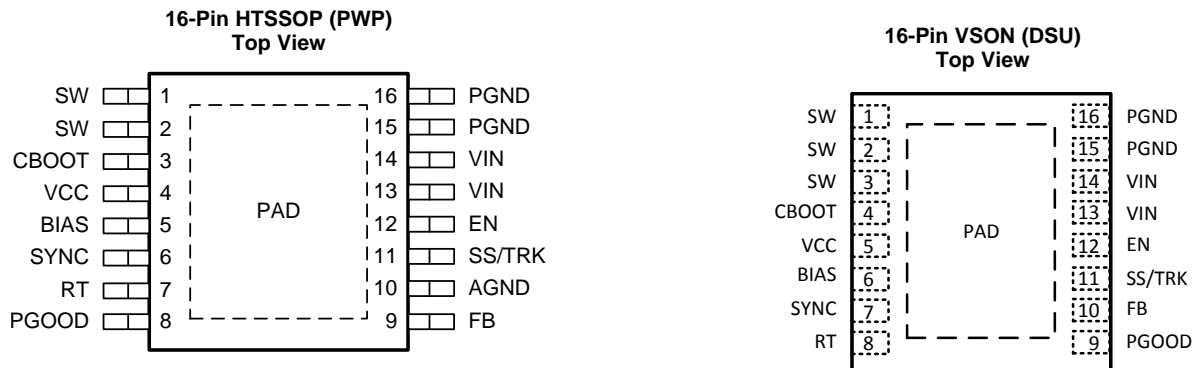 16-Pin HTSSOP (PWP)
Top View
SW 1 16 PGND
SW 2 15 PGND
CBOOT 3 14 VIN
VCC 4 13 VIN
BIAS 5 PAD 12 EN
SYNC 6 11 SS/TRK
RT 7 10 AGND
PGOOD 8 9 FB
16-Pin VSON (DSU)
Top View
SW 1 16 PGND
SW 2 15 PGND
SW 3 14 VIN
CBOOT 4 13 VIN
VCC 5 PAD 12 EN
BIAS 6 11 SS/TRK
SYNC 7 10 FB
RT 8 9 PGOOD